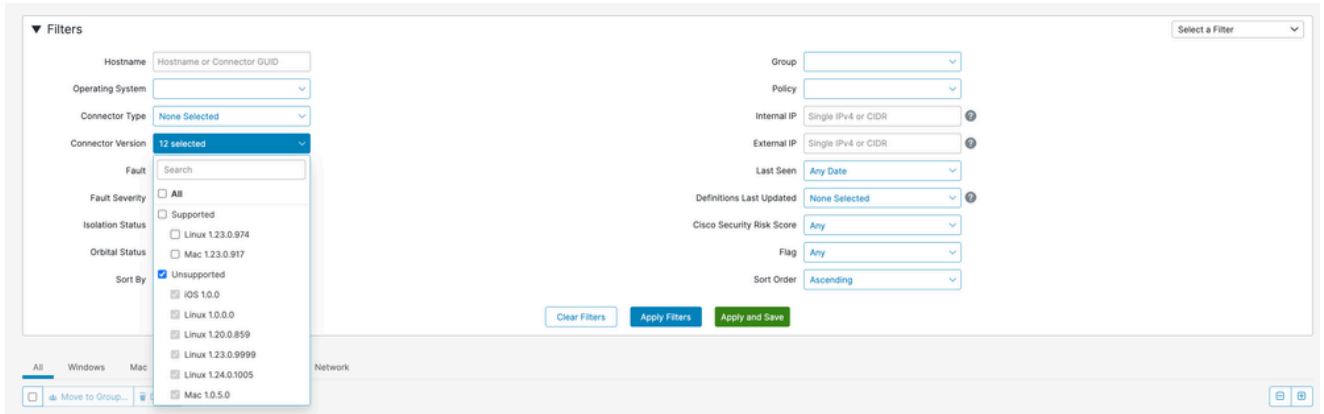 Filters
Select a Filter
Hostname
Hostname or Connector GUID
Group
Operating System
Policy
Connector Type
None Selected
Internal IP
Single IPv4 or CIDR
?
Connector Version
12 selected
External IP
Single IPv4 or CIDR
?
Fault
Search
Last Seen
Any Date
Fault Severity
All
Definitions Last Updated
None Selected
?
Supported
Isolation Status
Linux 1.23.0.974
Cisco Security Risk Score
Any
Orbital Status
Mac 1.23.0.917
Flag
Any
Sort By
Unsupported
Sort Order
Ascending
iOS 1.0.0
Linux 1.0.0.0
Clear Filters
Apply Filters
Apply and Save
Linux 1.20.0.859
Linux 1.23.0.9999
All
Windows
Mac
Network
Linux 1.24.0.1005
Move to Group...
Mac 1.0.5.0